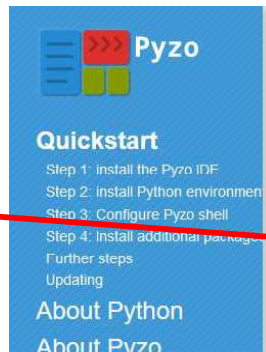 >>> Pyzo
Quickstart
Step 1: Install the Pyzo IDE
Step 2: Install Python environmen
Step 3: Configure Pyzo shell
Step 4: Install additional package
Further steps
Updating
About Python
About Pyzo